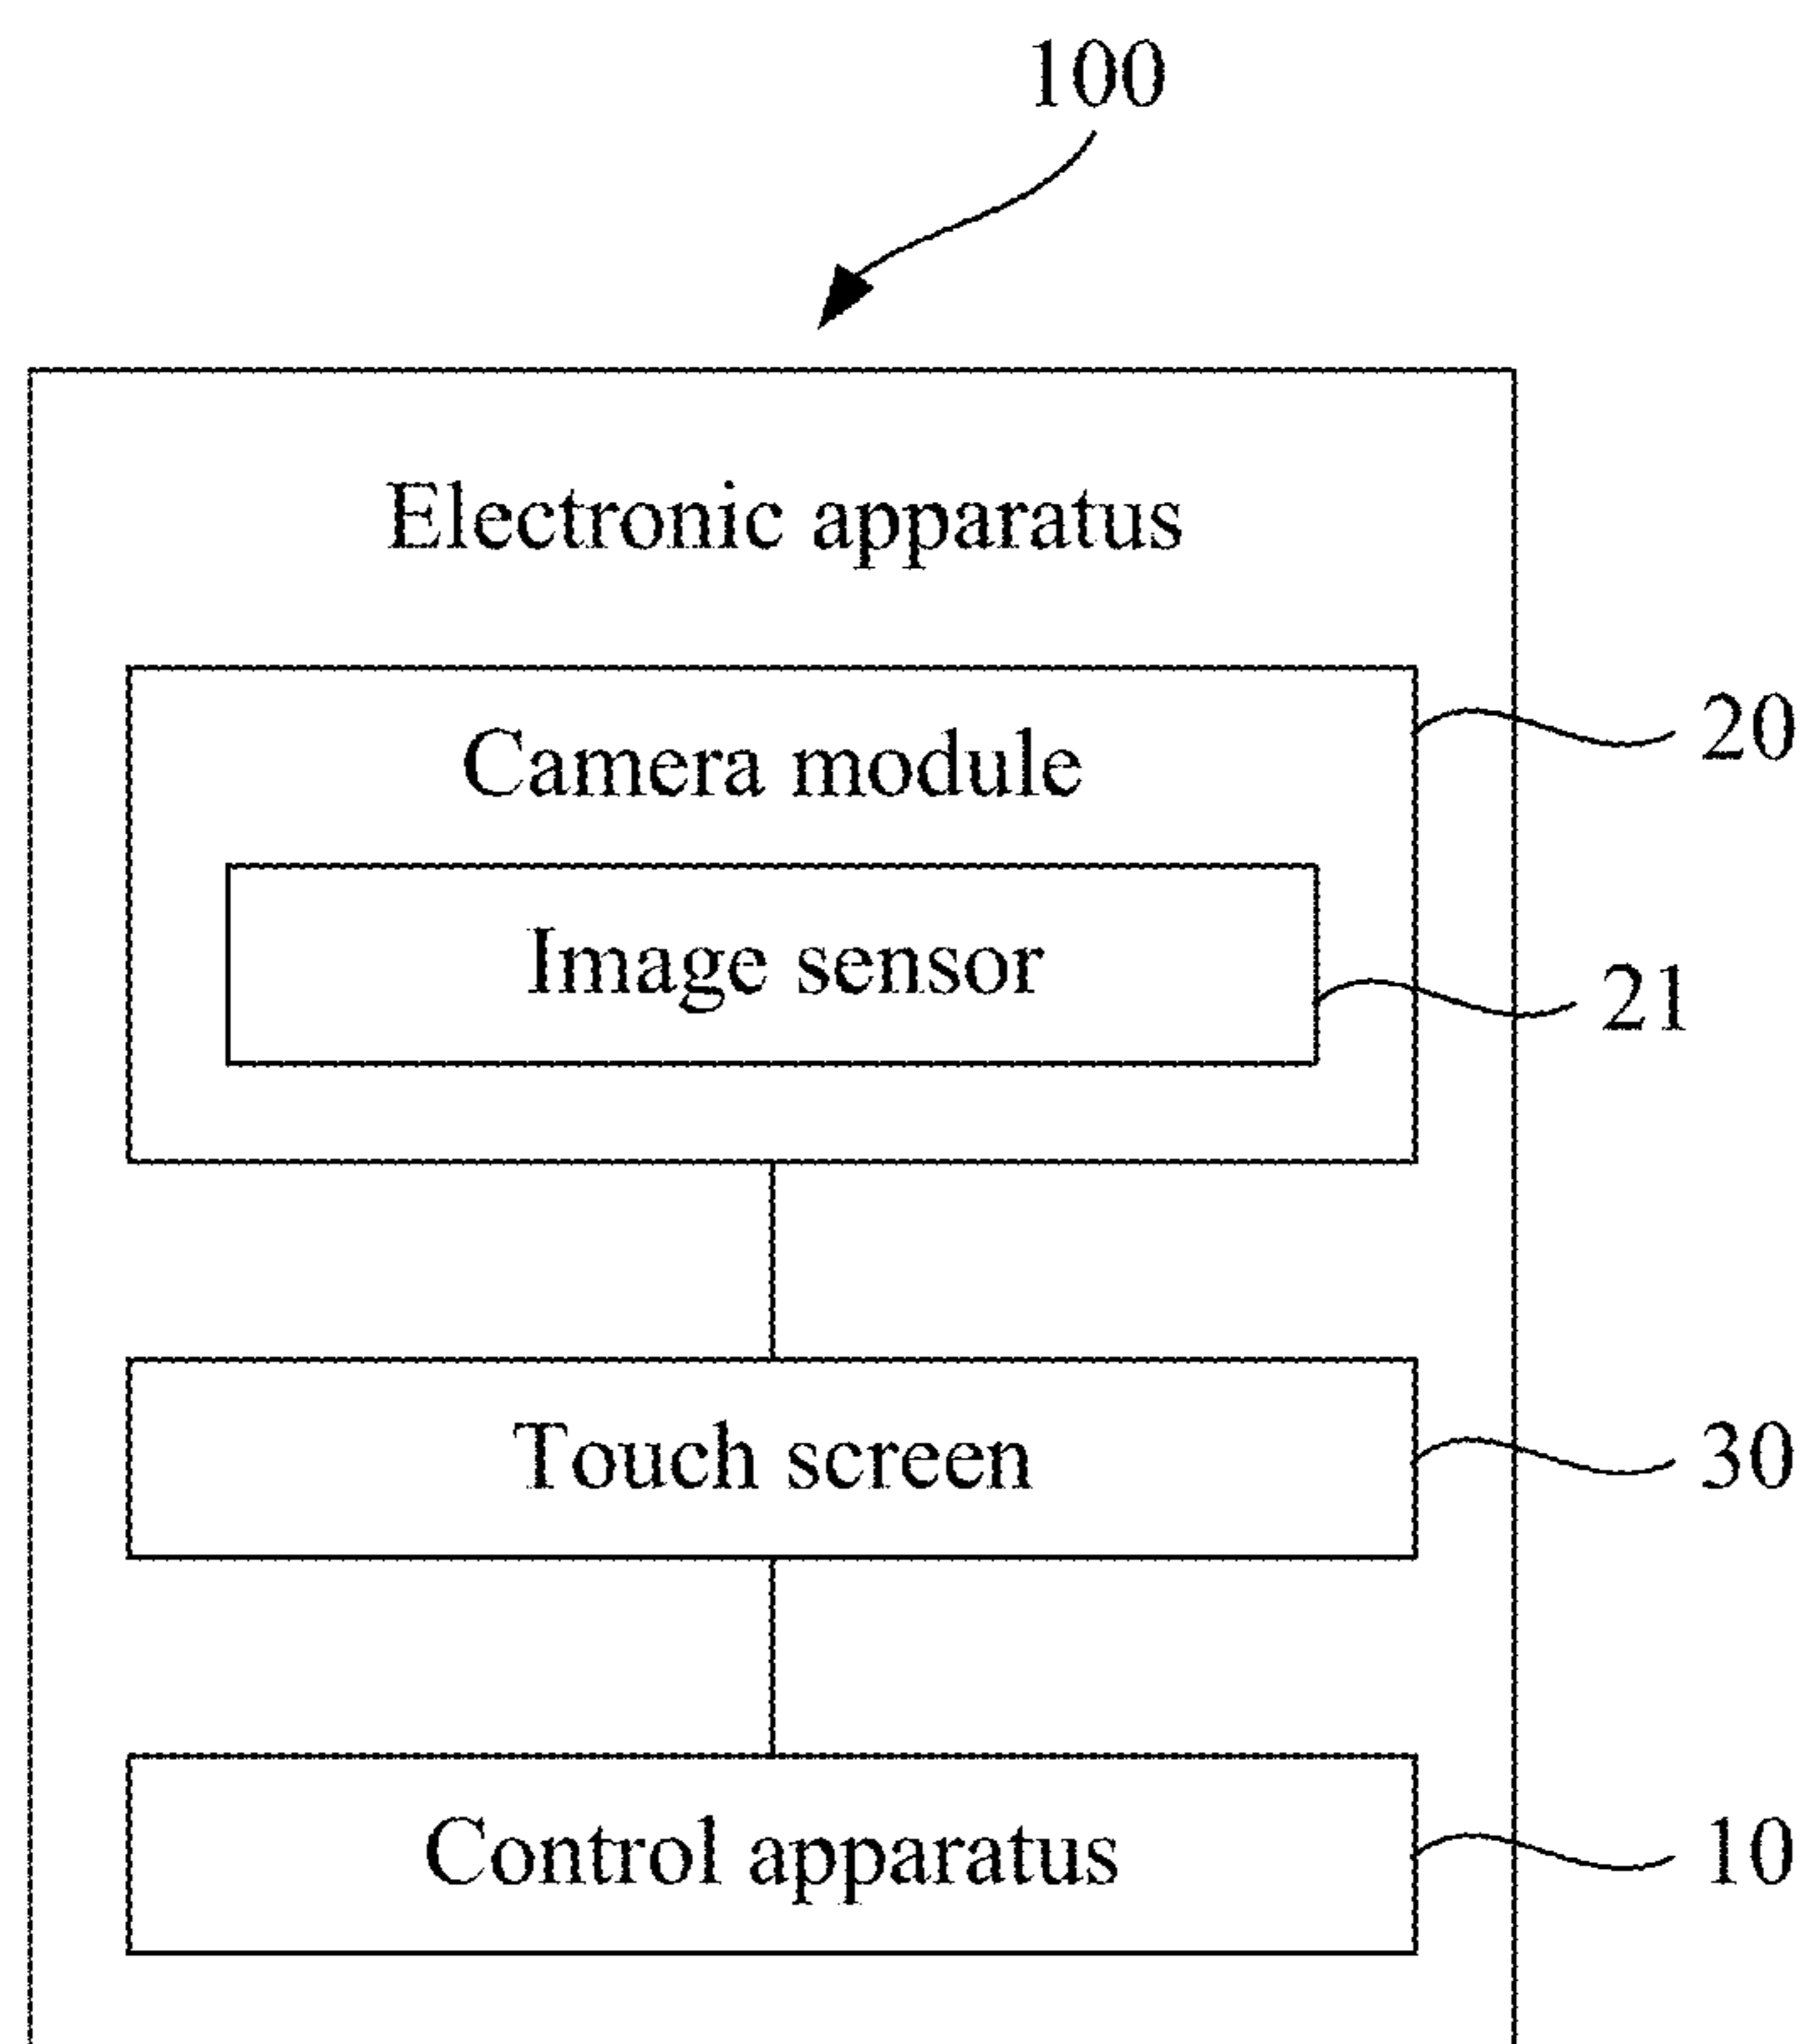 100
Electronic apparatus
Camera module
20
Image sensor
21
Touch screen
30
Control apparatus
10